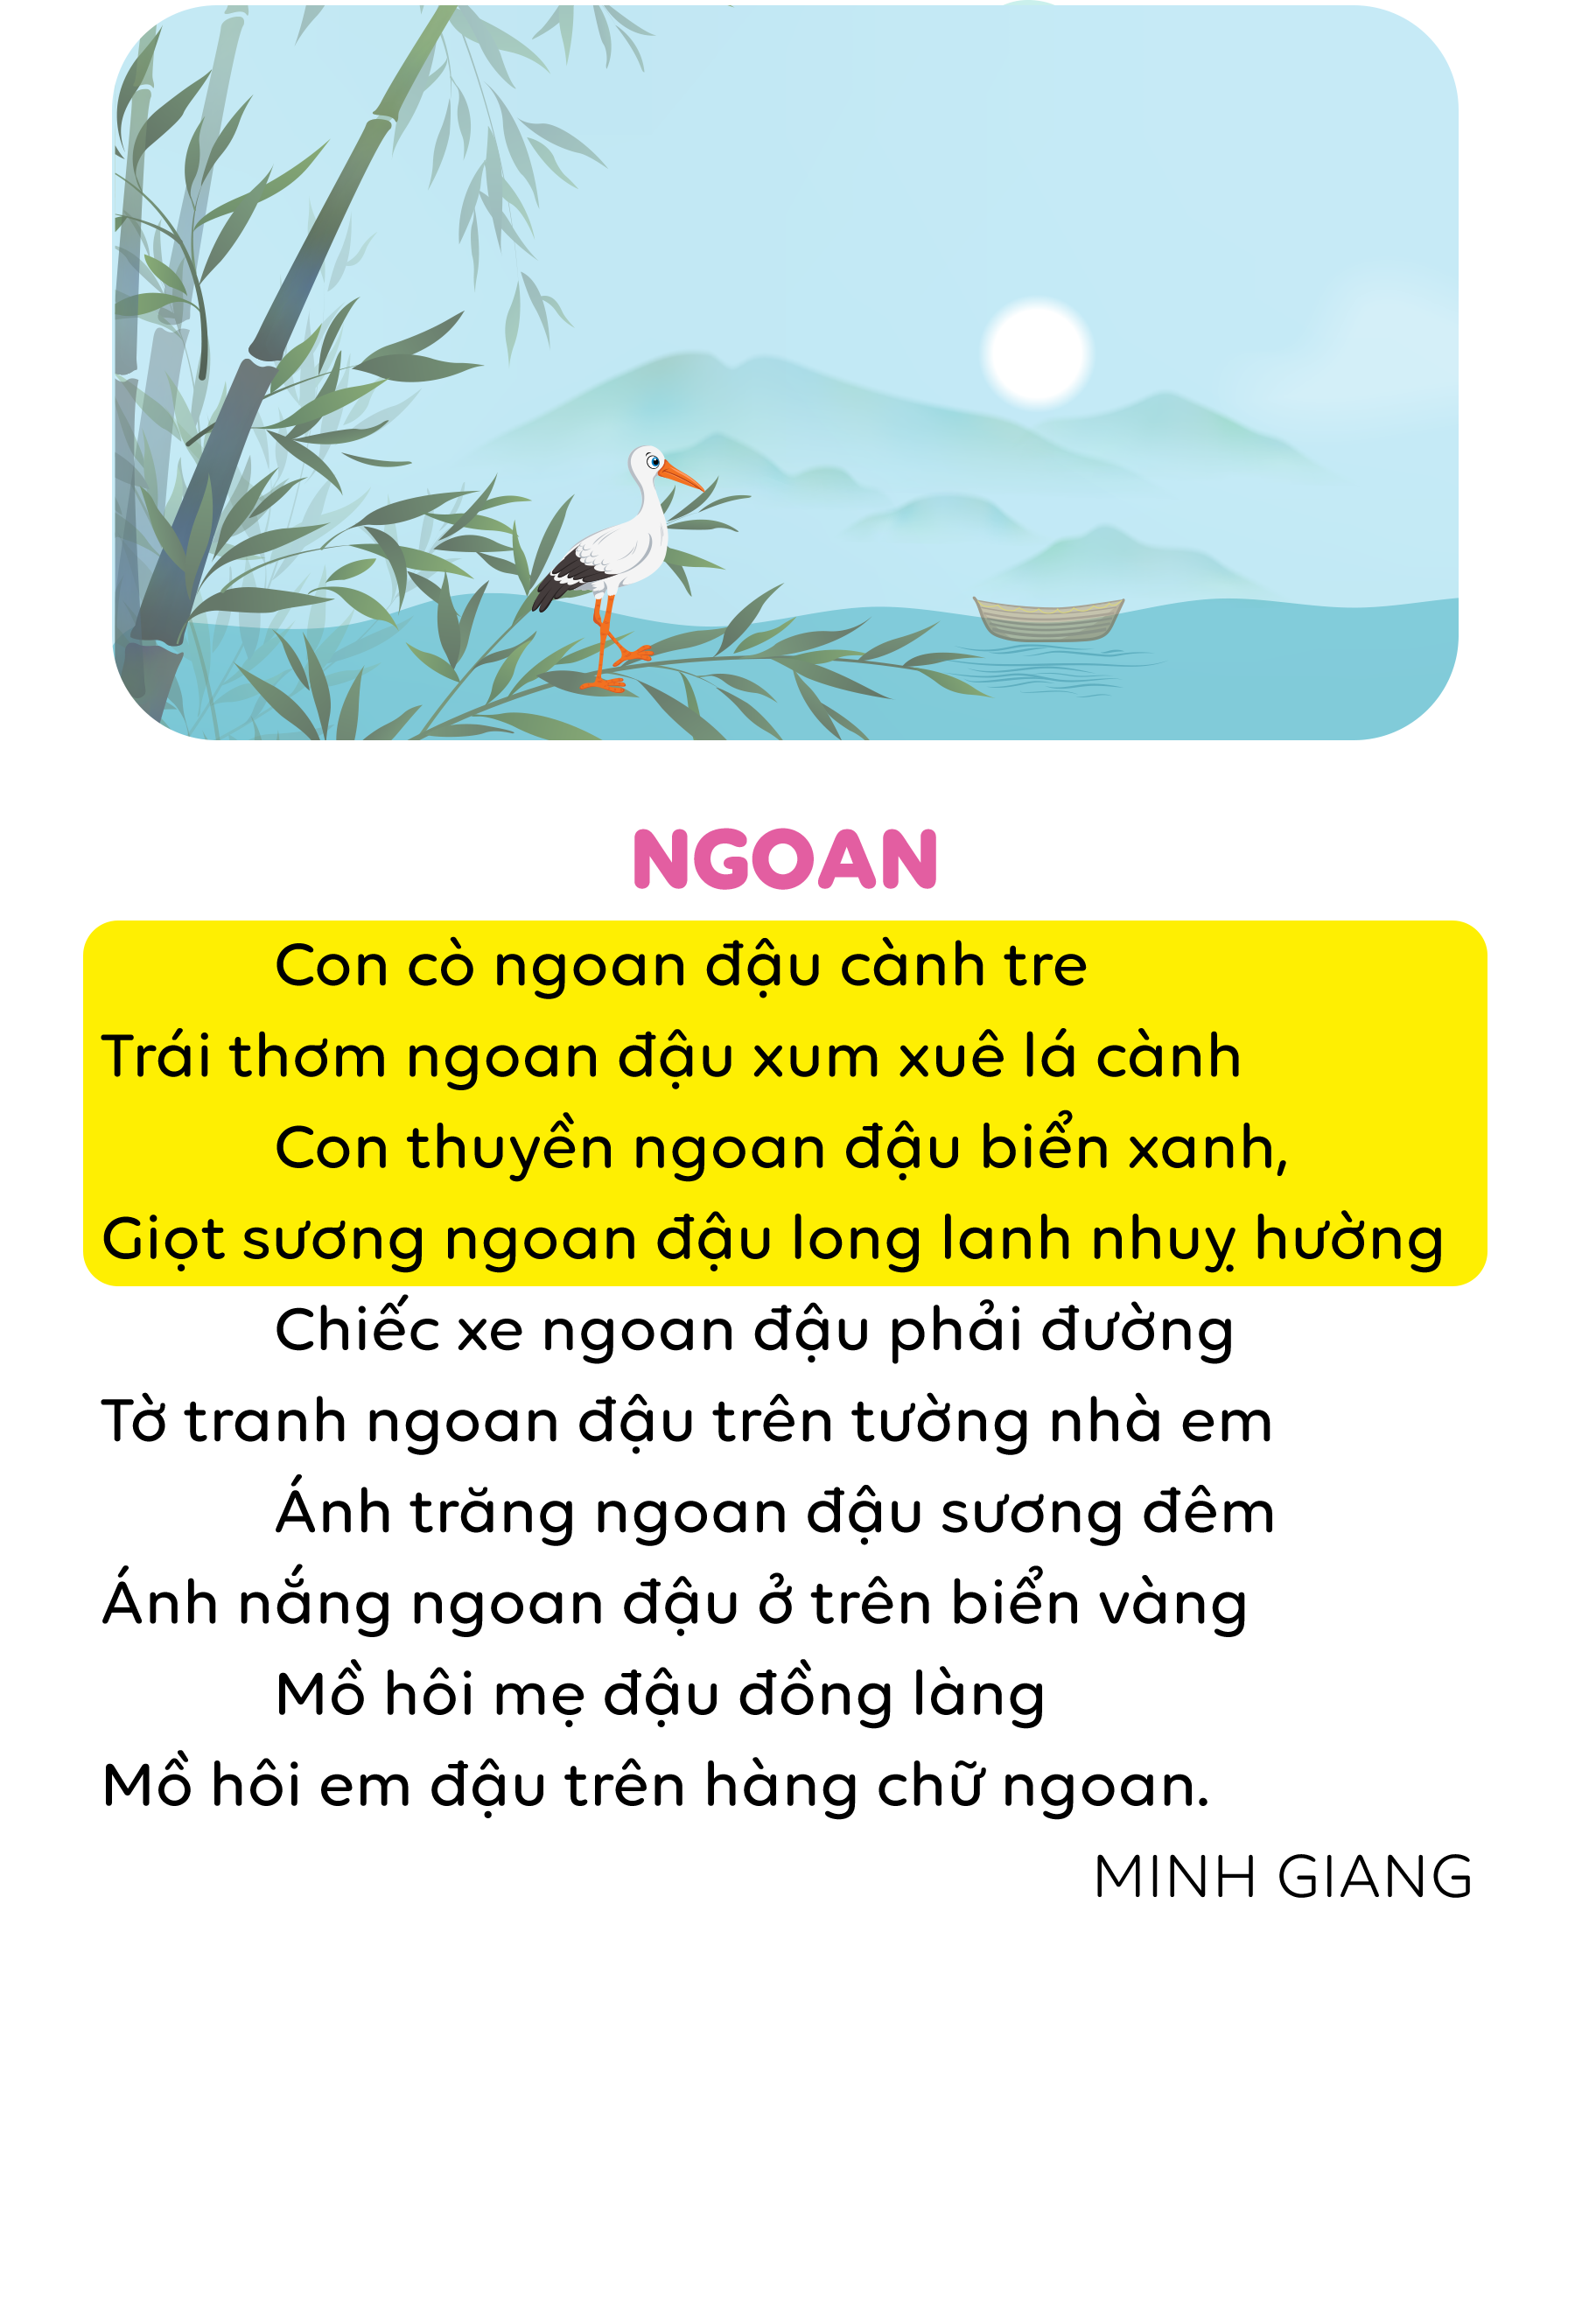 NGOAN
Con cò ngoan đậu cành tre
Trái thơm ngoan đậu xum xuê lá cành
Con thuyền ngoan đậu biển xanh,
Giọt sương ngoan đậu long lanh nhuỵ hường
Chiếc xe ngoan đậu phải đường
Tờ tranh ngoan đậu trên tường nhà em
Ánh trăng ngoan đậu sương đêm
Ánh nắng ngoan đậu ở trên biển vàng
Mồ hôi mẹ đậu đồng làng
Mồ hôi em đậu trên hàng chữ ngoan.
MINH GIANG